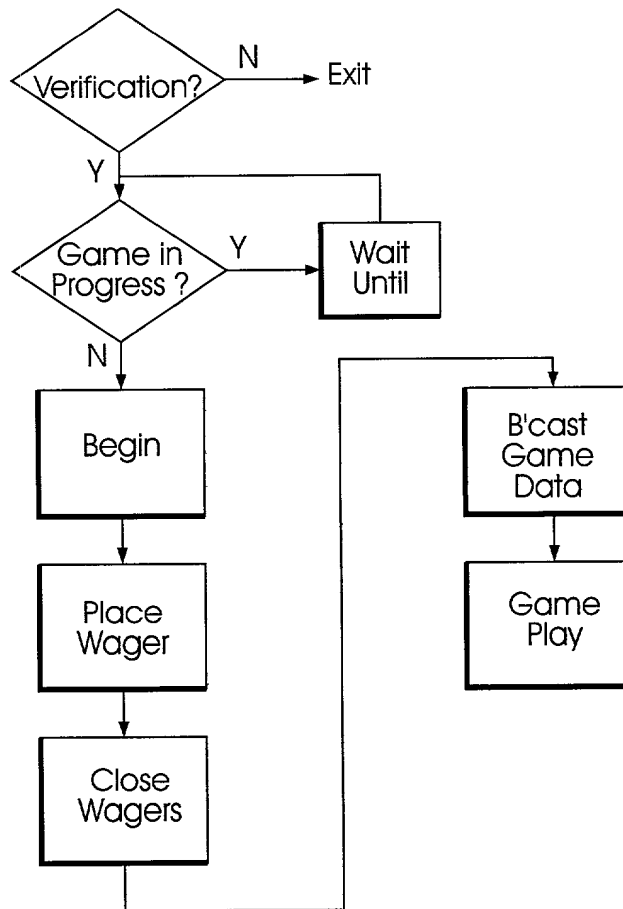 Verification?
N
Exit
Y
Game in
Progress ?
Y
Wait
Until
N
Begin
Place
Wager
Close
Wagers
B'cast
Game
Data
Game
Play